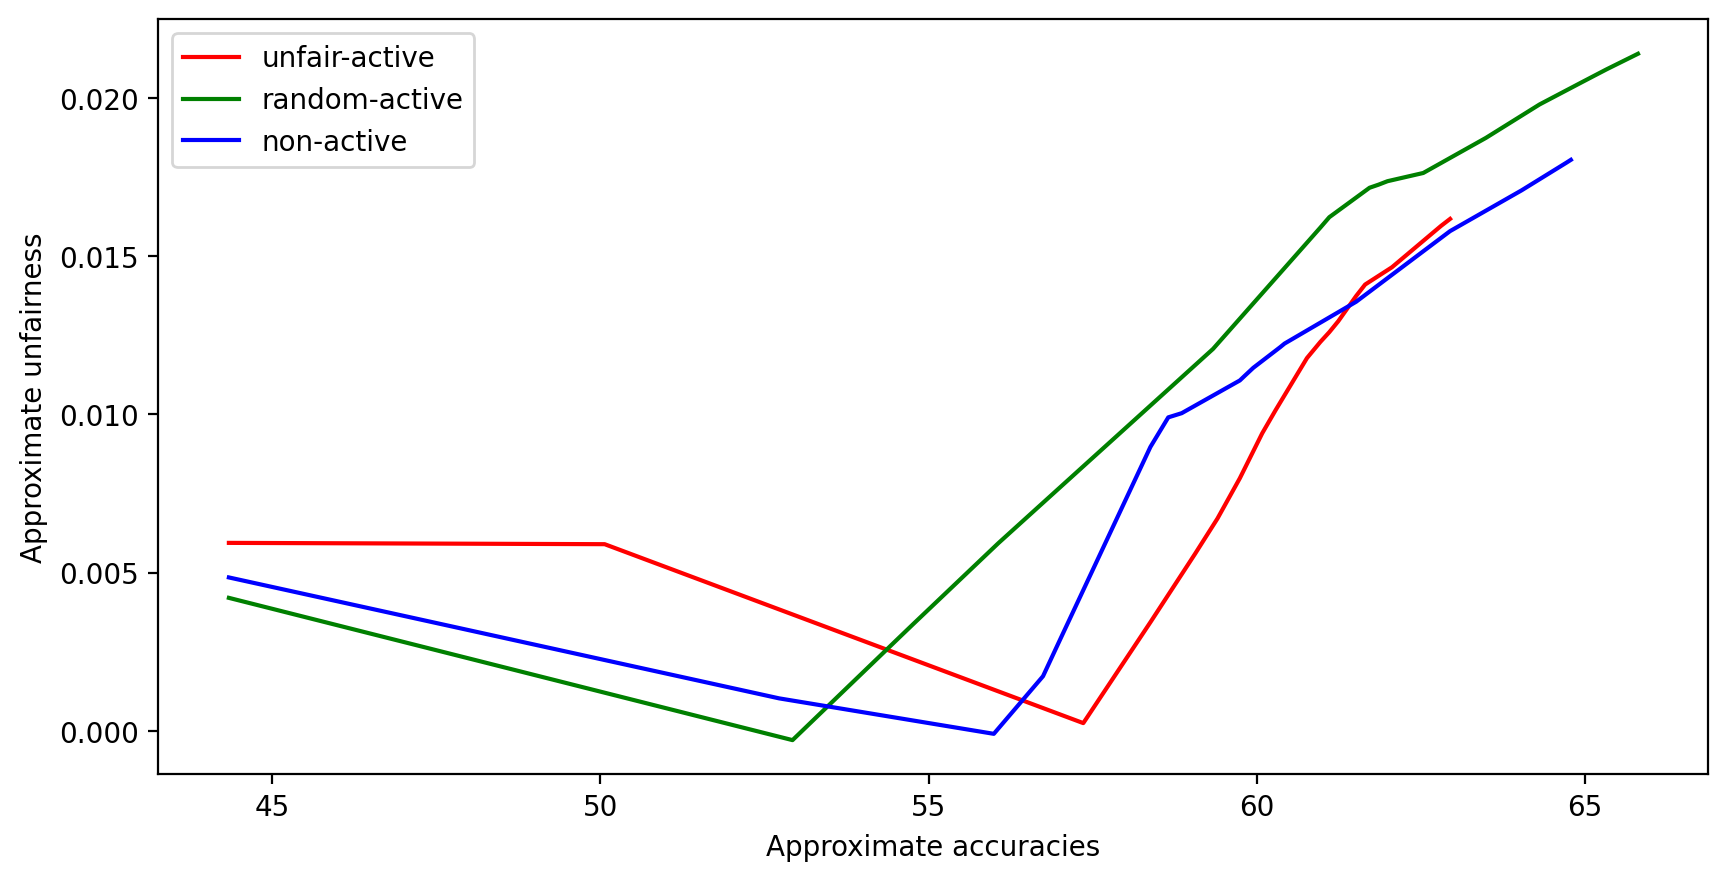 unfair-active
random-active
non-active
0.020
0.015
0.010
0.005
0.000
Approximate unfairness
45 50 55 60 65
Approximate accuracies